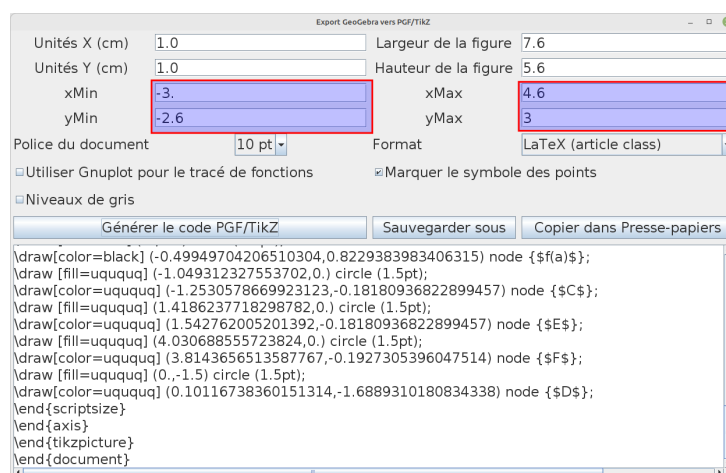 Export GeoGebra vers PGF/TikZ
Unités X (cm) 1.0 Largeur de la figure 7.6
Unités Y (cm) 1.0 Hauteur de la figure 5.6
xMin -3. xMax 4.6
yMin -2.6 yMax 3
Police du document 10 pt Format LaTeX (article class)
Utiliser Gnuplot pour le tracé de fonctions Marquer le symbole des points
Niveaux de gris
Générer le code PGF/TikZ Sauvegarder sous Copier dans Presse-papiers
\draw[color=black] (-0.49949704206510304,0.8229383983406315) node {$f(a)$};
\draw [fill=uququq] (-1.049312327553702,0.) circle (1.5pt);
\draw[color=uququq] (-1.2530578669923123,-0.18180936822899457) node {$C$};
\draw [fill=uququq] (1.4186237718298782,0.) circle (1.5pt);
\draw[color=uququq] (1.542762005201392,-0.18180936822899457) node {$E$};
\draw [fill=uququq] (4.030688555723824,0.) circle (1.5pt);
\draw[color=uququq] (3.8143656513587767,-0.1927305396047514) node {$F$};
\draw [fill=uququq] (0.,-1.5) circle (1.5pt);
\draw[color=uququq] (0.10116738360151314,-1.6889310180834338) node {$D$};
\end{scriptsize}
\end{axis}
\end{tikzpicture}
\end{document}